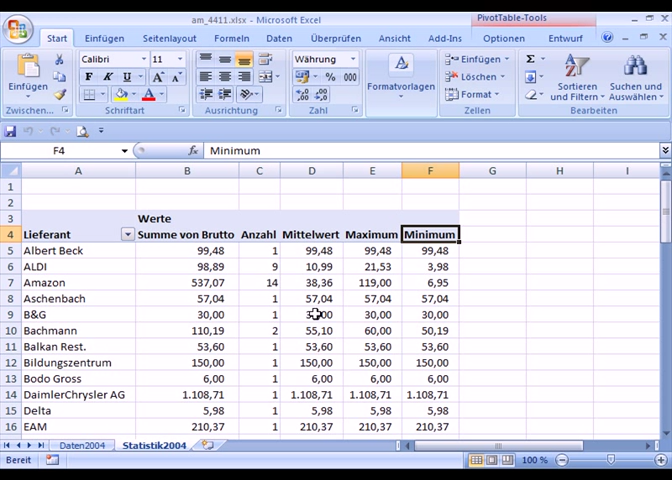 am_4411.xlsx - Microsoft Excel
PivotTable-Tools
Start
Einfügen
Seitenlayout
Formeln
Daten
Überprüfen
Ansicht
Add-Ins
Optionen
Entwurf
Einfügen
Calibri
11
F K U
Währung
% 000
Formatvorlagen
Einfügen
Löschen
Format
Σ
Sortieren und Filtern
Suchen und Auswählen
Zwischen...
Schriftart
Ausrichtung
Zahl
Zellen
Bearbeiten
F4
fx
Minimum
A B C D E F G H I
1
2
3 Werte
4 Lieferant Summe von Brutto Anzahl Mittelwert Maximum Minimum
5 Albert Beck 99,48 1 99,48 99,48 99,48
6 ALDI 98,89 9 10,99 21,53 3,98
7 Amazon 537,07 14 38,36 119,00 6,95
8 Aschenbach 57,04 1 57,04 57,04 57,04
9 B&G 30,00 1 30,00 30,00 30,00
10 Bachmann 110,19 2 55,10 60,00 50,19
11 Balkan Rest. 53,60 1 53,60 53,60 53,60
12 Bildungszentrum 150,00 1 150,00 150,00 150,00
13 Bodo Gross 6,00 1 6,00 6,00 6,00
14 DaimlerChrysler AG 1.108,71 1 1.108,71 1.108,71 1.108,71
15 Delta 5,98 1 5,98 5,98 5,98
16 EAM 210,37 1 210,37 210,37 210,37
Daten2004
Statistik2004
Bereit
100 %